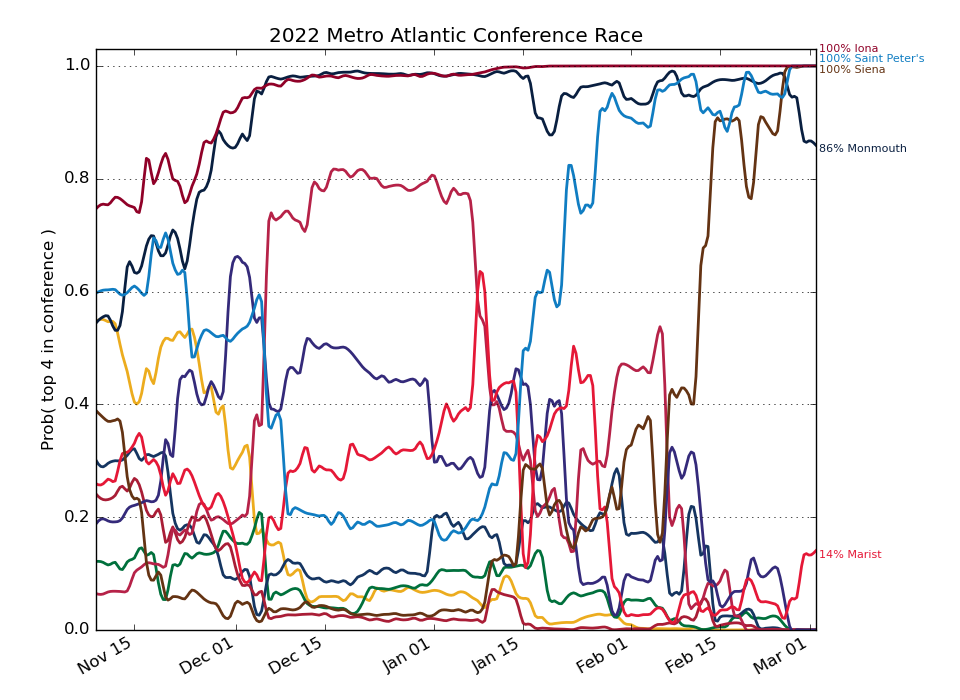 2022 Metro Atlantic Conference Race
Prob( top 4 in conference )
1.0
0.8
0.6
0.4
0.2
0.0
100% Iona
100% Saint Peter's
100% Siena
86% Monmouth
14% Marist
Nov 15
Dec 01
Dec 15
Jan 01
Jan 15
Feb 01
Feb 15
Mar 01